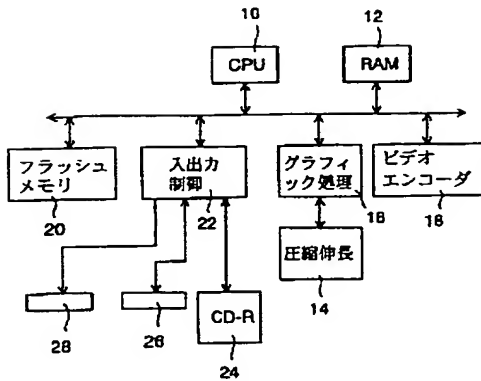 10
12
CPU
RAM
フラッシュ
メモリ
入出力
制御
グラフィ
ック処理
ビデオ
エンコーダ
20
22
16
18
圧縮伸長
14
28
26
CD-R
24